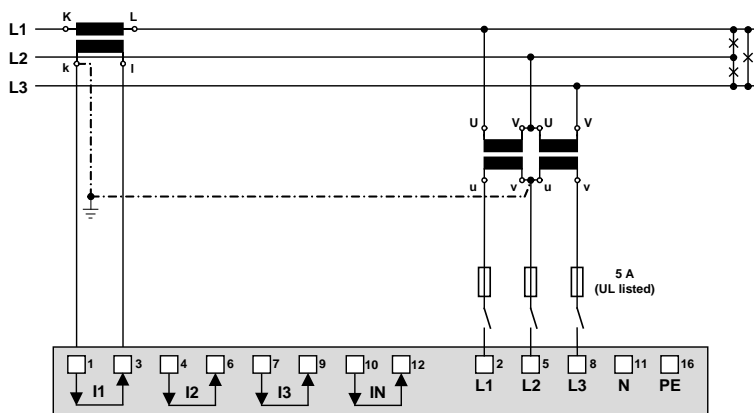 K L
L1
L2
k l
L3
U V U V
u v u v
5 A
(UL listed)
1 3 4 6 7 9 10 12 2 5 8 11 16
I1 I2 I3 IN L1 L2 L3 N PE